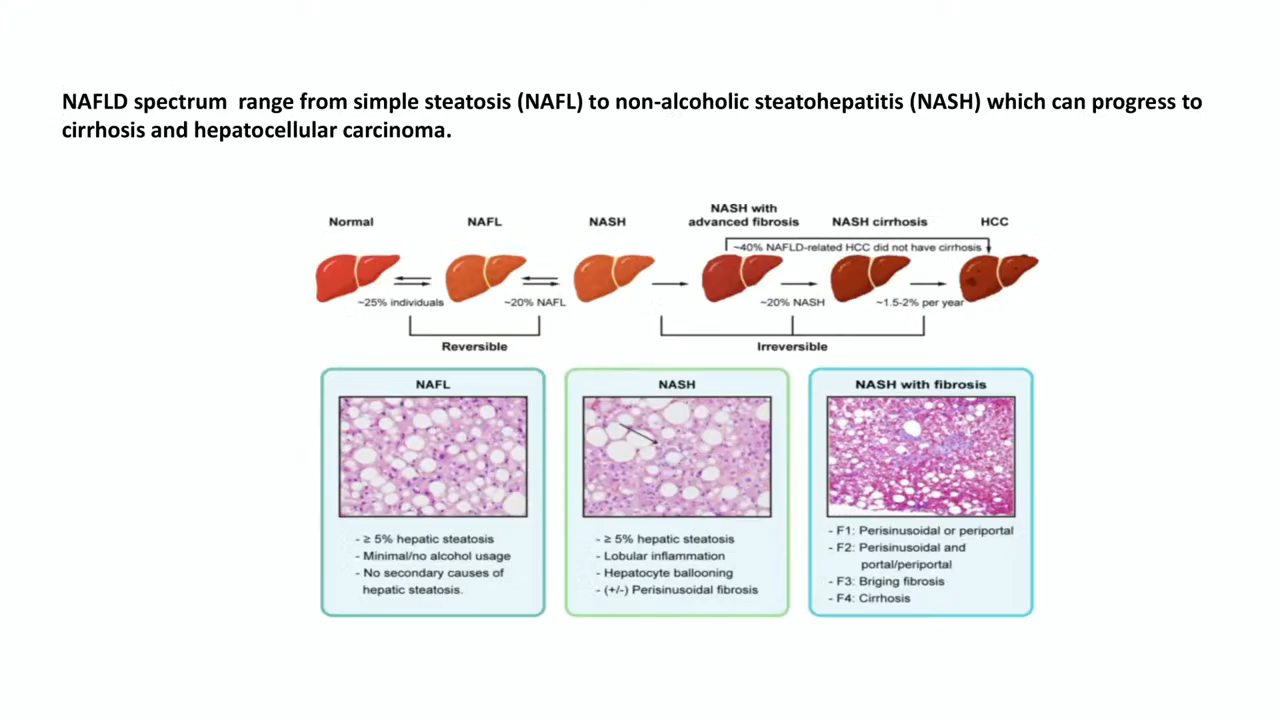 NAFLD spectrum  range from simple steatosis (NAFL) to non-alcoholic steatohepatitis (NASH) which can progress to
cirrhosis and hepatocellular carcinoma.
Normal
NAFL
NASH
NASH with
advanced fibrosis
NASH cirrhosis
HCC
~40% NAFLD-related HCC did not have cirrhosis
~25% individuals
~20% NAFL
~20% NASH
~1.5-2% per year
Reversible
Irreversible
NAFL
- ≥ 5% hepatic steatosis
- Minimal/no alcohol usage
- No secondary causes of
hepatic steatosis.
NASH
- ≥ 5% hepatic steatosis
- Lobular inflammation
- Hepatocyte ballooning
- (+/-) Perisinusoidal fibrosis
NASH with fibrosis
- F1: Perisinusoidal or periportal
- F2: Perisinusoidal and
portal/periportal
- F3: Briging fibrosis
- F4: Cirrhosis